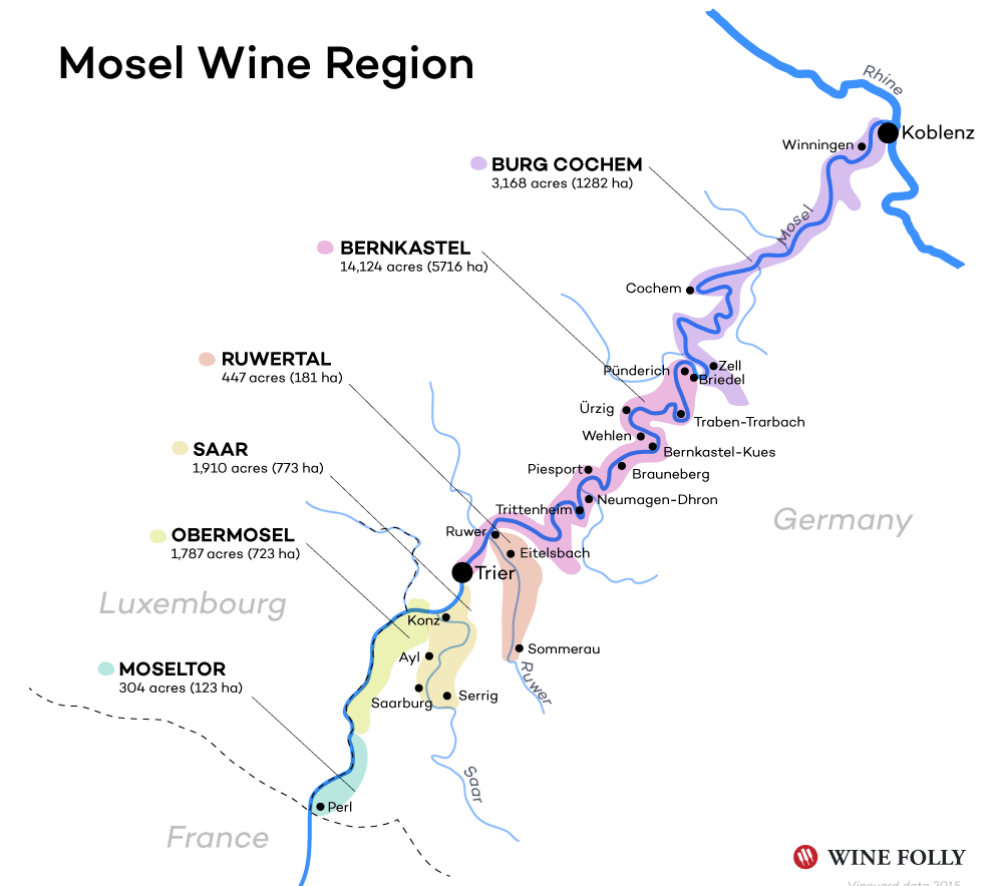 Mosel Wine Region
Rhine
Koblenz
Winningen
BURG COCHEM
3,168 acres (1282 ha)
Mosel
BERNKASTEL
14,124 acres (5716 ha)
Cochem
RUWERTAL
447 acres (181 ha)
Pünderich
Zell
Briedel
Ürzig
Traben-Trarbach
Wehlen
Bernkastel-Kues
SAAR
1,910 acres (773 ha)
Piesport
Brauneberg
Neumagen-Dhron
Trittenheim
Germany
OBERMOSEL
1,787 acres (723 ha)
Ruwer
Eitelsbach
Trier
Luxembourg
Konz
Ayl
Sommerau
MOSELTOR
304 acres (123 ha)
Ruwer
Saarburg
Serrig
Saar
Perl
France
WINE FOLLY
Vineyard data 2015